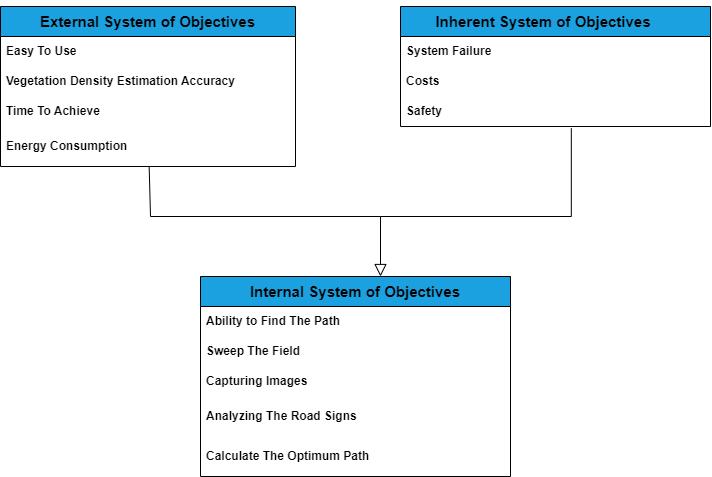 External System of Objectives
Easy To Use
Vegetation Density Estimation Accuracy
Time To Achieve
Energy Consumption
Inherent System of Objectives
System Failure
Costs
Safety
Internal System of Objectives
Ability to Find The Path
Sweep The Field
Capturing Images
Analyzing The Road Signs
Calculate The Optimum Path